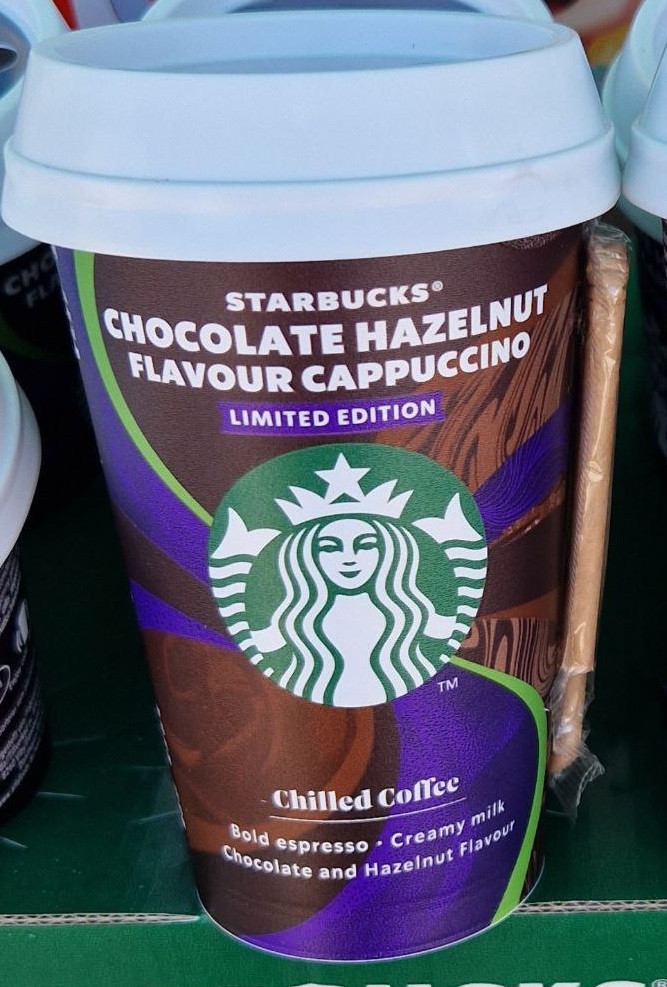 STARBUCKS®
CHOCOLATE HAZELNUT
FLAVOUR CAPPUCCINO
LIMITED EDITION
TM
Chilled Coffee
Bold espresso • Creamy milk
Chocolate and Hazelnut Flavour